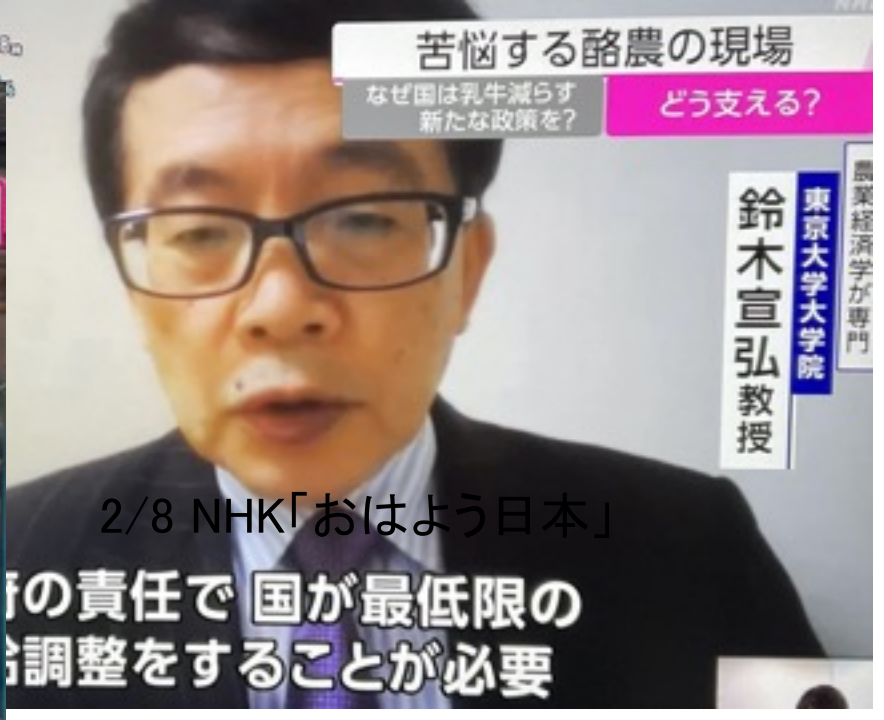 苦悩する酪農の現場
なぜ国は乳牛減らす
新たな政策を?
どう支える?
農業経済学が専門
東京大学大学院
鈴木宣弘教授
2/8 NHK「おはよう日本」
の責任で 国が最低限の
調整をすることが必要